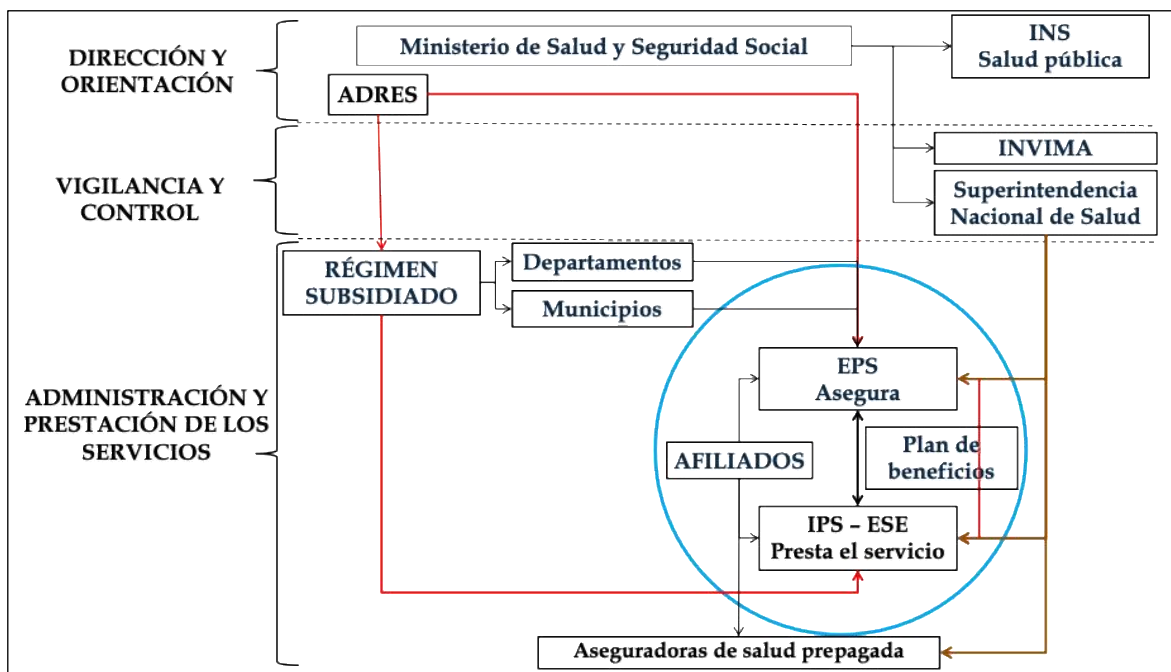 DIRECCIÓN Y
ORIENTACIÓN
Ministerio de Salud y Seguridad Social
INS
Salud pública
ADRES
VIGILANCIA Y
CONTROL
INVIMA
Superintendencia
Nacional de Salud
ADMINISTRACIÓN Y
PRESTACIÓN DE LOS
SERVICIOS
RÉGIMEN
SUBSIDIADO
Departamentos
Municipios
EPS
Asegura
AFILIADOS
Plan de
beneficios
IPS – ESE
Presta el servicio
Aseguradoras de salud prepagada